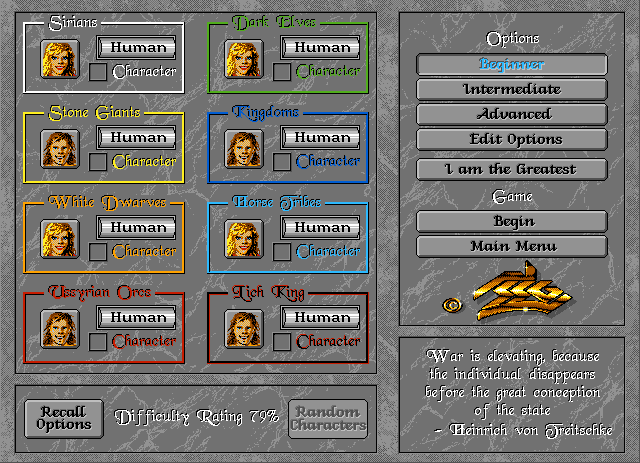 Sirians
Human
Character
Dark Elves
Human
Character
Stone Giants
Human
Character
Kingdoms
Human
Character
White Dwarves
Human
Character
Horse Tribes
Human
Character
Ussyrian Orcs
Human
Character
Lich King
Human
Character
Recall
Options
Difficulty Rating 79%
Random
Characters
Options
Beginner
Intermediate
Advanced
Edit Options
I am the Greatest
Game
Begin
Main Menu
War is elevating, because
the individual disappears
before the great conception
of the state
- Heinrich von Treitschke